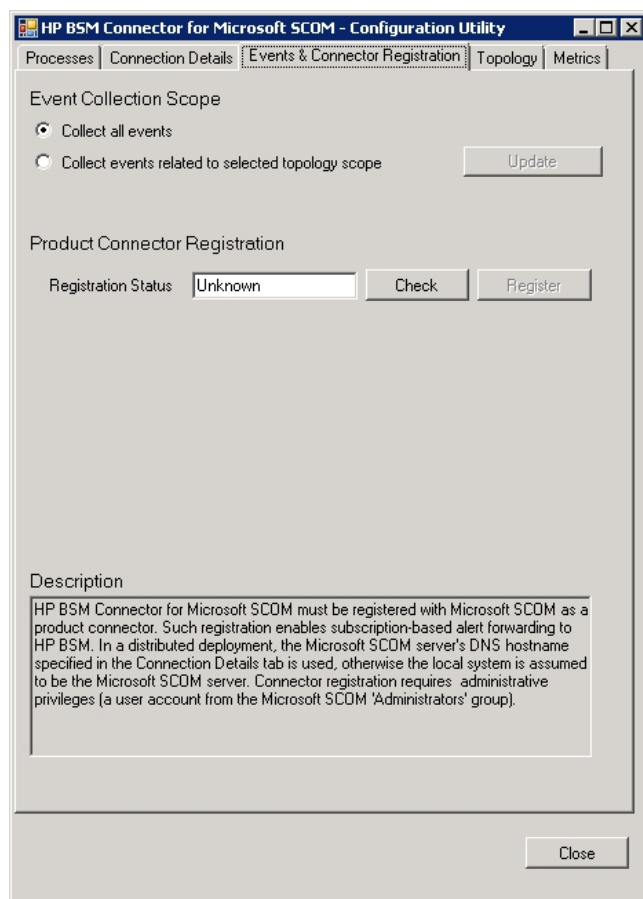 HP BSM Connector for Microsoft SCOM - Configuration Utility
Processes Connection Details Events & Connector Registration Topology Metrics
Event Collection Scope
Collect all events
Collect events related to selected topology scope Update
Product Connector Registration
Registration Status Unknown Check Register
Description
HP BSM Connector for Microsoft SCOM must be registered with Microsoft SCOM as a
product connector. Such registration enables subscription-based alert forwarding to
HP BSM. In a distributed deployment, the Microsoft SCOM server's DNS hostname
specified in the Connection Details tab is used, otherwise the local system is assumed
to be the Microsoft SCOM server. Connector registration requires  administrative
privileges (a user account from the Microsoft SCOM 'Administrators' group).
Close